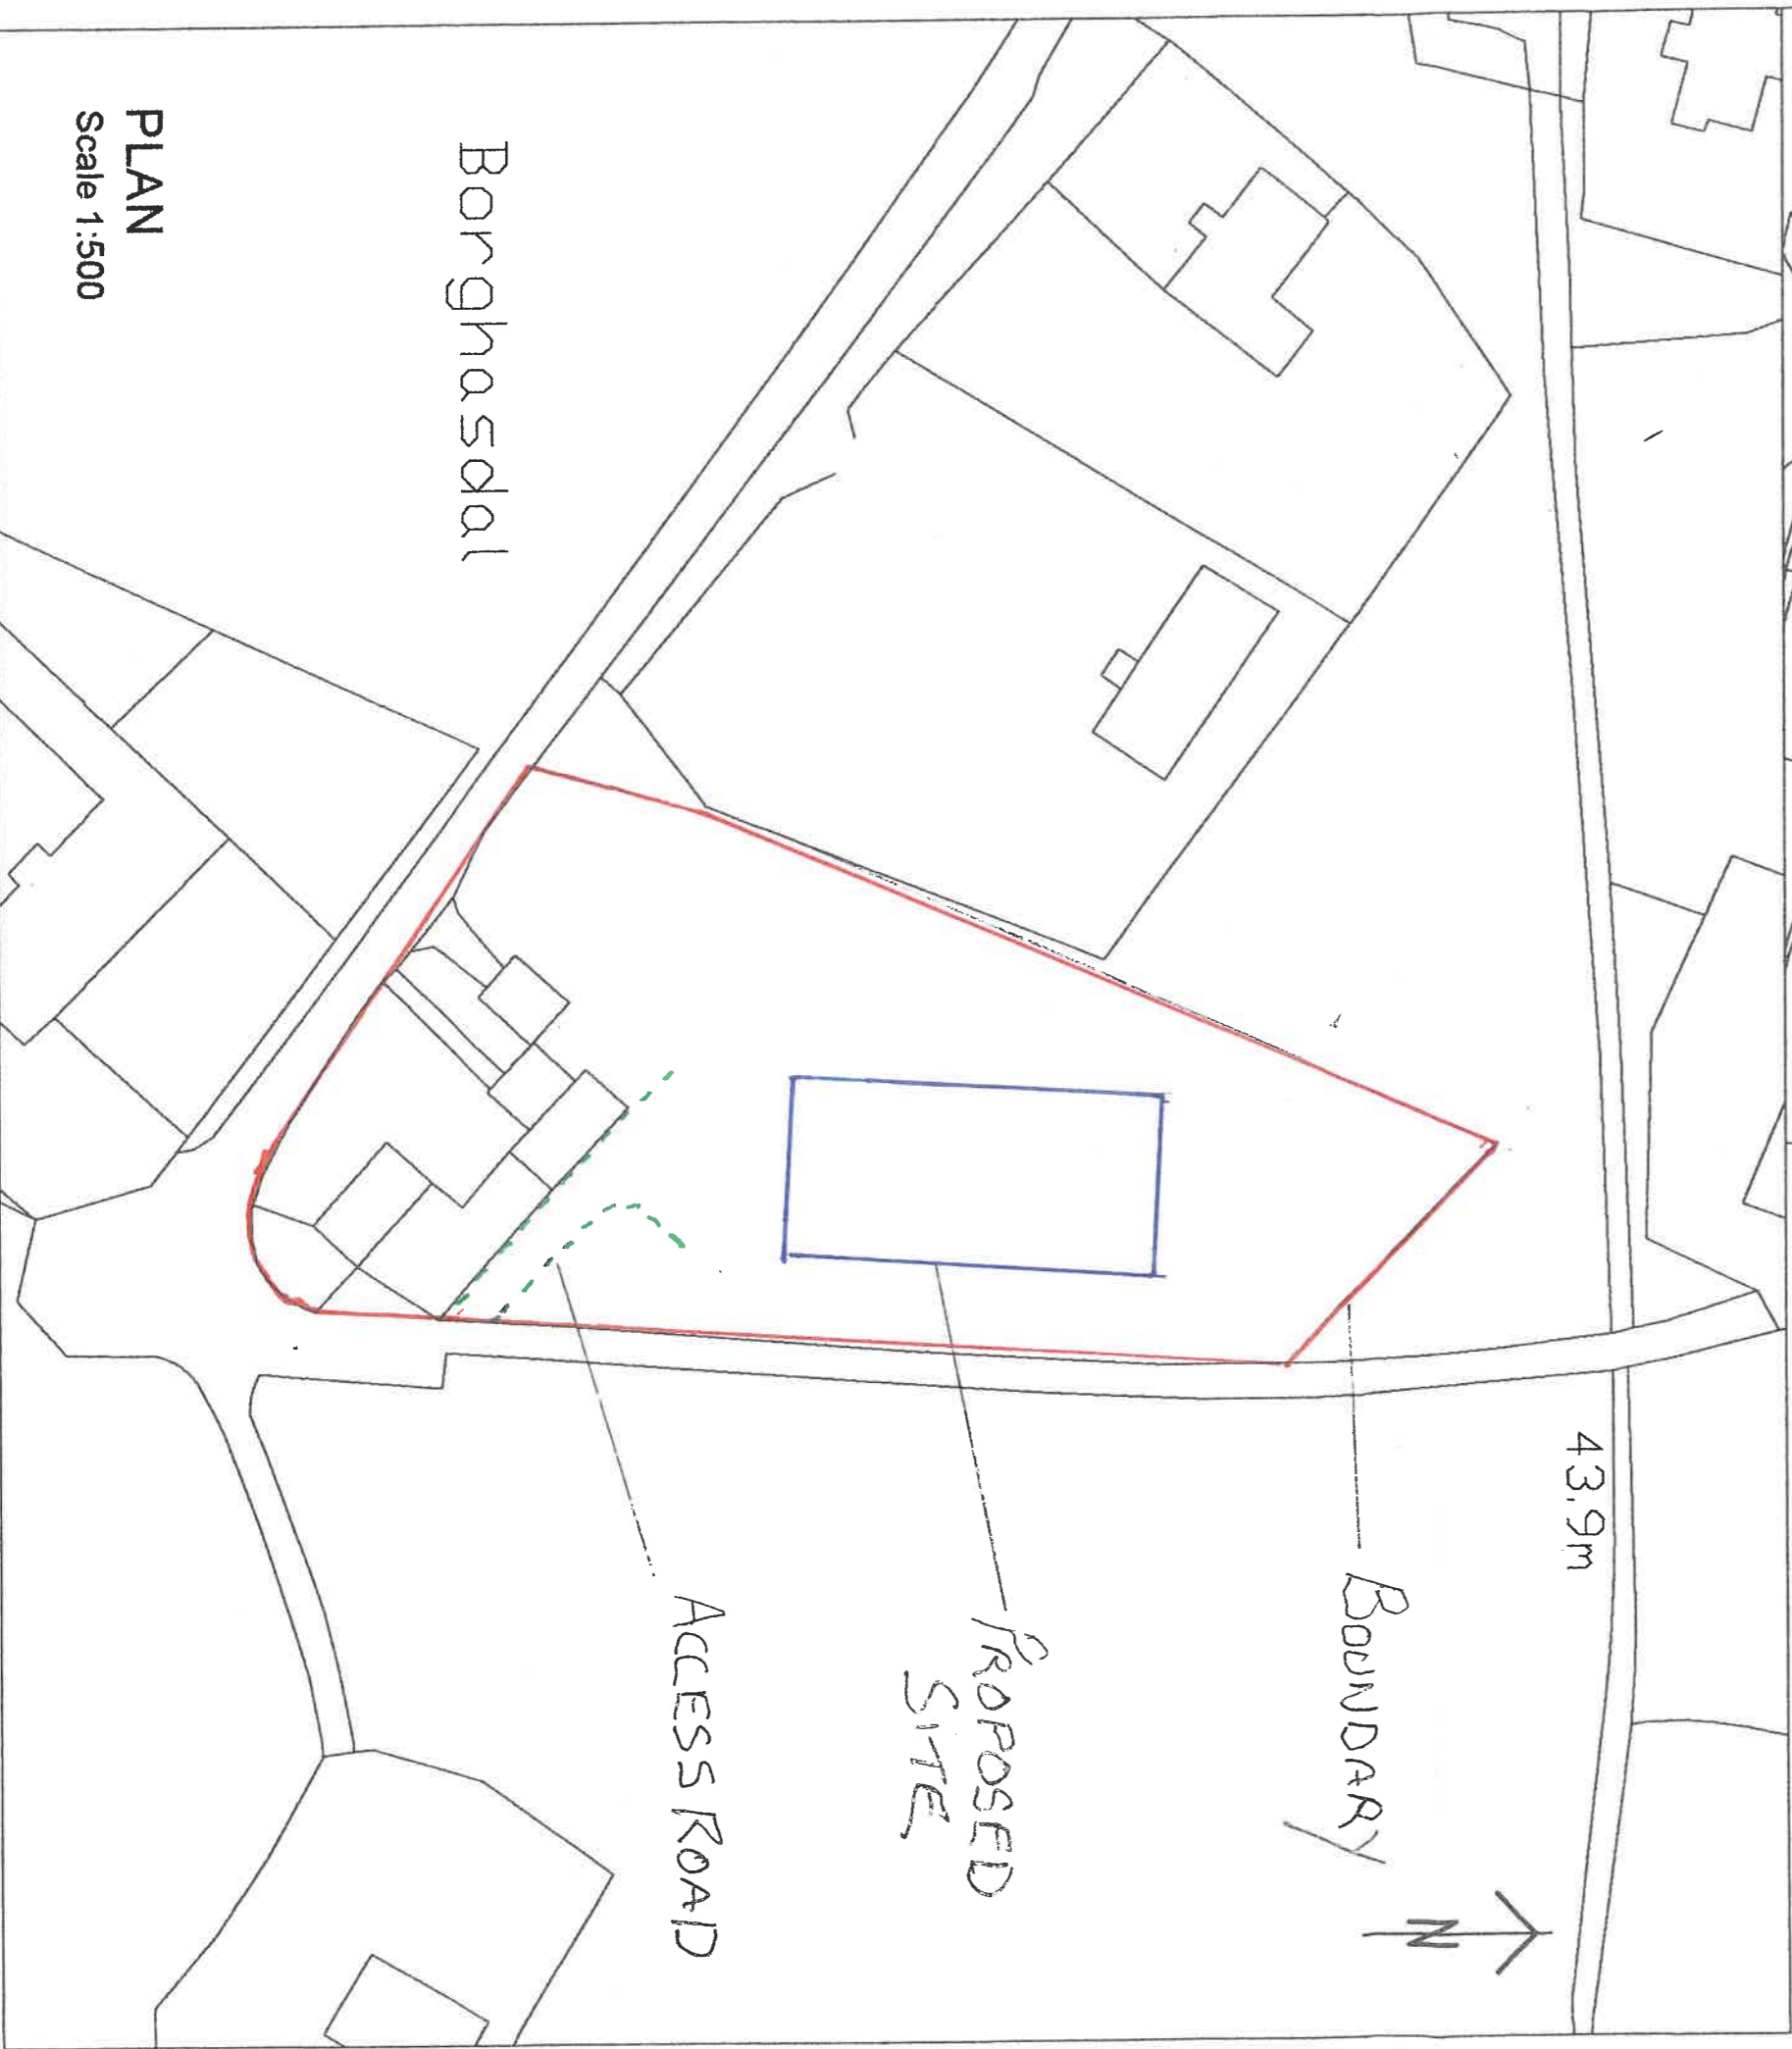 43.9m
BOUNDARY
PROPOSED
SITE
ACCESS ROAD
Borghasdal
PLAN
Scale 1:500
N